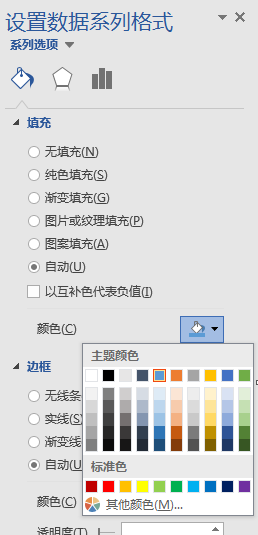 设置数据系列格式
系列选项
填充
无填充(N)
纯色填充(S)
渐变填充(G)
图片或纹理填充(P)
图案填充(A)
自动(U)
以互补色代表负值(I)
颜色(C)
主题颜色
边框
无线条
实线(S)
渐变线
自动(U
标准色
颜色(C)
其他颜色(M)...
透明度(T)